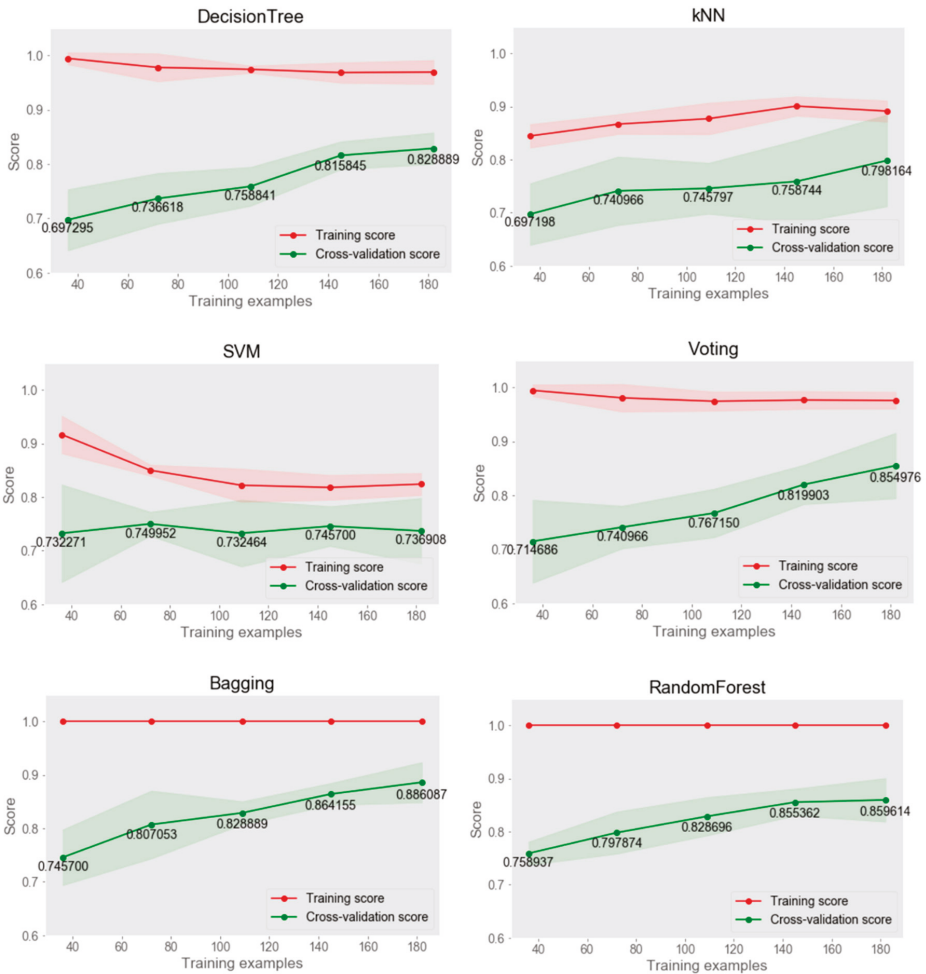 DecisionTree
1.0
0.9
0.8
0.7
0.6
Score
0.697295
0.736618
0.758841
0.815845
0.828889
Training score
Cross-validation score
40 60 80 100 120 140 160 180
Training examples
kNN
1.0
0.9
0.8
0.7
0.6
Score
0.697198
0.740966
0.745797
0.758744
0.798164
Training score
Cross-validation score
40 60 80 100 120 140 160 180
Training examples
SVM
1.0
0.9
0.8
0.7
0.6
Score
0.732271
0.749952
0.732464
0.745700
0.736908
Training score
Cross-validation score
40 60 80 100 120 140 160 180
Training examples
Voting
1.0
0.9
0.8
0.7
0.6
Score
0.714686
0.740966
0.767150
0.819903
0.854976
Training score
Cross-validation score
40 60 80 100 120 140 160 180
Training examples
Bagging
1.0
0.9
0.8
0.7
0.6
Score
0.745700
0.807053
0.828889
0.864155
0.886087
Training score
Cross-validation score
40 60 80 100 120 140 160 180
Training examples
RandomForest
1.0
0.9
0.8
0.7
0.6
Score
0.758937
0.797874
0.828696
0.855362
0.859614
Training score
Cross-validation score
40 60 80 100 120 140 160 180
Training examples